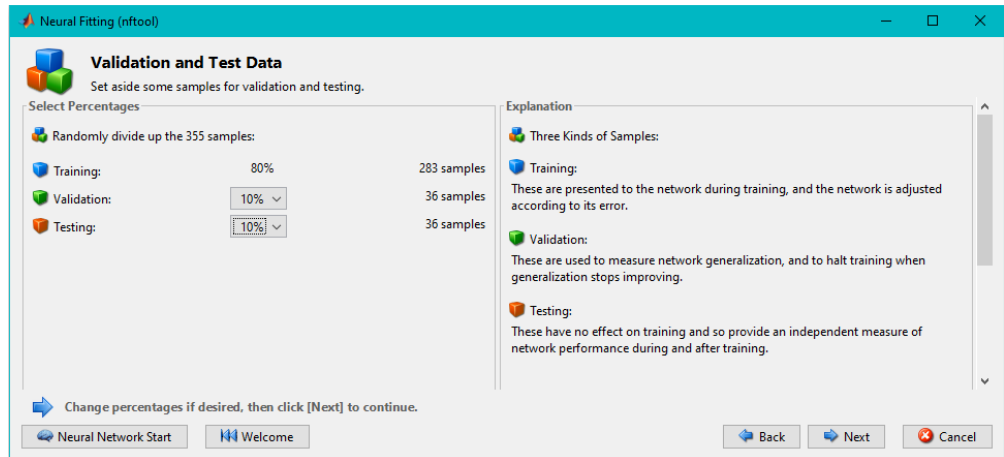 Neural Fitting (nftool)
Validation and Test Data
Set aside some samples for validation and testing.
Select Percentages
Randomly divide up the 355 samples:
Training: 80% 283 samples
Validation: 10% 36 samples
Testing: 10% 36 samples
Explanation
Three Kinds of Samples:
Training:
These are presented to the network during training, and the network is adjusted
according to its error.
Validation:
These are used to measure network generalization, and to halt training when
generalization stops improving.
Testing:
These have no effect on training and so provide an independent measure of
network performance during and after training.
Change percentages if desired, then click [Next] to continue.
Neural Network Start Welcome Back Next Cancel